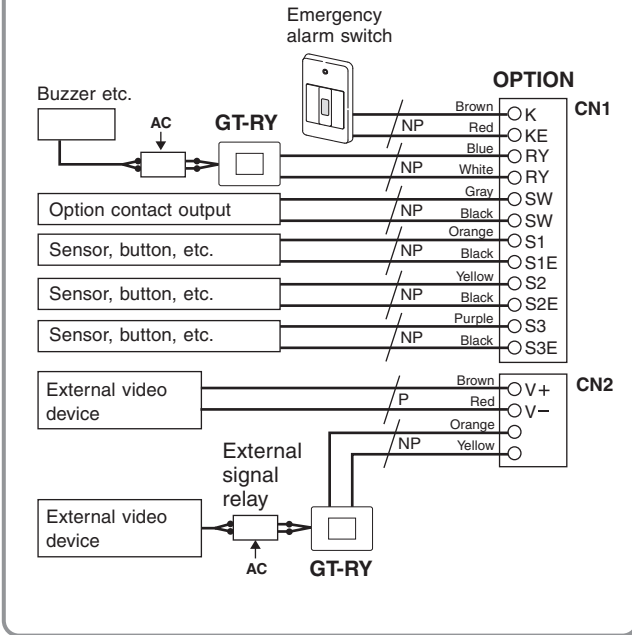 Emergency
alarm switch
OPTION
Buzzer etc.
AC
GT-RY
Brown
K
CN1
NP
Red
KE
Blue
RY
NP
White
RY
Gray
SW
Option contact output
NP
Black
SW
Orange
S1
Sensor, button, etc.
NP
Black
S1E
Yellow
S2
Sensor, button, etc.
NP
Black
S2E
Purple
S3
Sensor, button, etc.
NP
Black
S3E
External video
device
Brown
V+
CN2
P
Red
V−
Orange
NP
Yellow
External
signal
relay
External video
device
AC
GT-RY